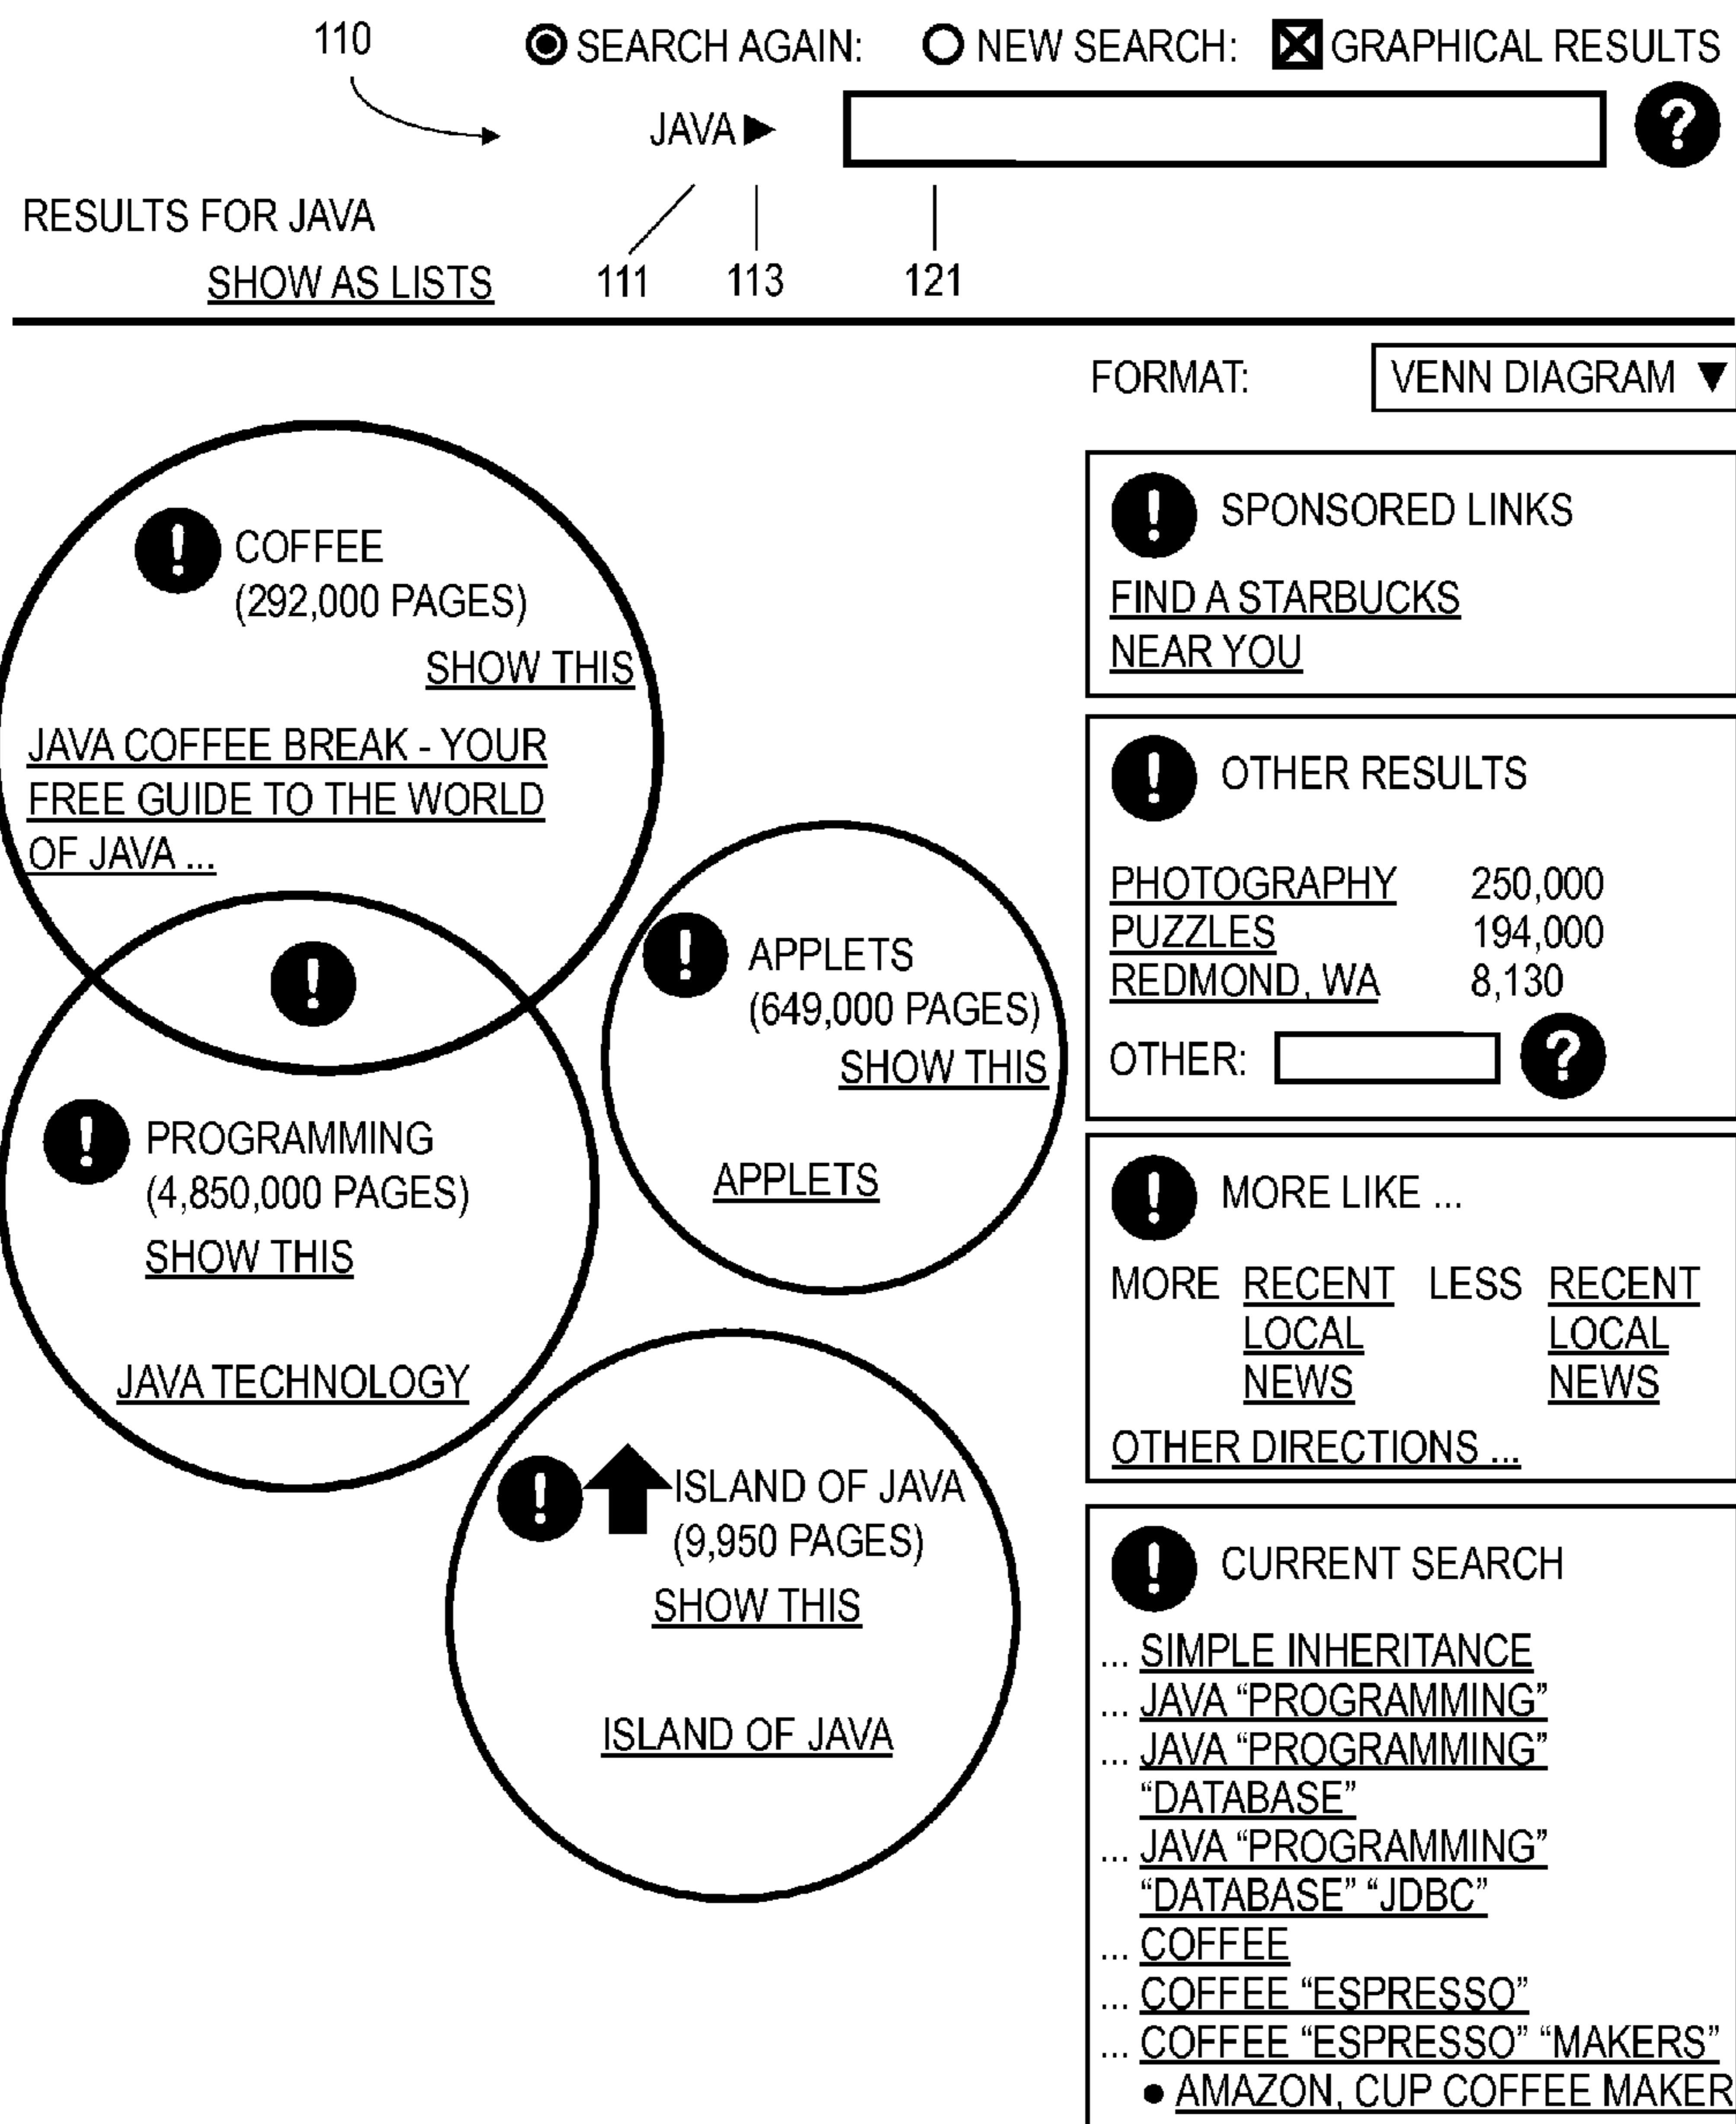 110
SEARCH AGAIN: NEW SEARCH: GRAPHICAL RESULTS
JAVA
?
RESULTS FOR JAVA
SHOW AS LISTS
111 113 121
FORMAT: VENN DIAGRAM
! COFFEE
(292,000 PAGES)
SHOW THIS
JAVA COFFEE BREAK - YOUR
FREE GUIDE TO THE WORLD
OF JAVA ...
!
! APPLETS
(649,000 PAGES)
SHOW THIS
APPLETS
! PROGRAMMING
(4,850,000 PAGES)
SHOW THIS
JAVA TECHNOLOGY
! ISLAND OF JAVA
(9,950 PAGES)
SHOW THIS
ISLAND OF JAVA
! SPONSORED LINKS
FIND A STARBUCKS
NEAR YOU
! OTHER RESULTS
PHOTOGRAPHY 250,000
PUZZLES 194,000
REDMOND, WA 8,130
OTHER: ?
! MORE LIKE ...
MORE RECENT LESS RECENT
LOCAL LOCAL
NEWS NEWS
OTHER DIRECTIONS ...
! CURRENT SEARCH
... SIMPLE INHERITANCE
... JAVA “PROGRAMMING”
... JAVA “PROGRAMMING”
“DATABASE”
... JAVA “PROGRAMMING”
“DATABASE” “JDBC”
... COFFEE
... COFFEE “ESPRESSO”
... COFFEE “ESPRESSO” “MAKERS”
• AMAZON, CUP COFFEE MAKER